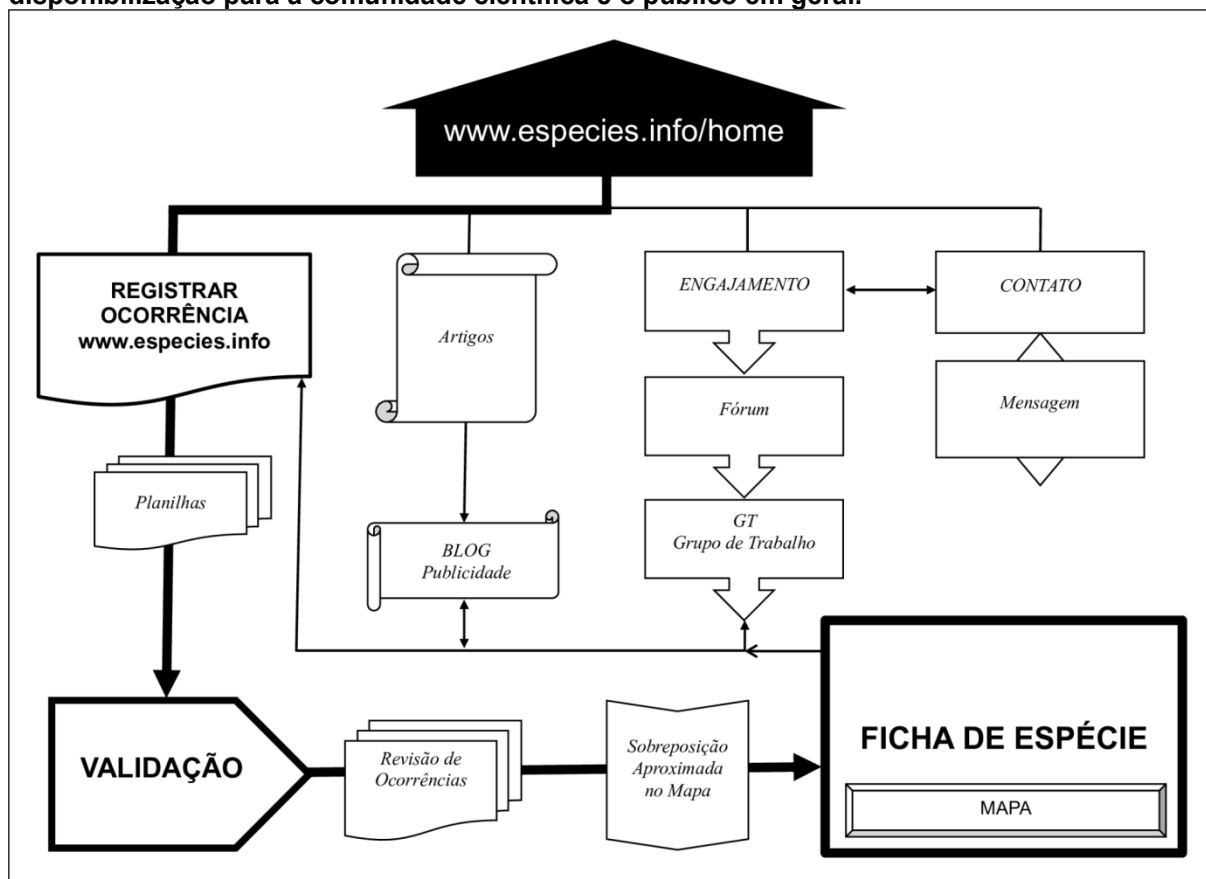 disponibilização para a comunidade científica e o público em geral.
www.especies.info/home
REGISTRAR
OCORRÊNCIA
www.especies.info
Artigos
ENGAJAMENTO
CONTATO
Fórum
Mensagem
Planilhas
BLOG
Publicidade
GT
Grupo de Trabalho
VALIDAÇÃO
Revisão de
Ocorrências
Sobreposição
Aproximada
no Mapa
FICHA DE ESPÉCIE
MAPA